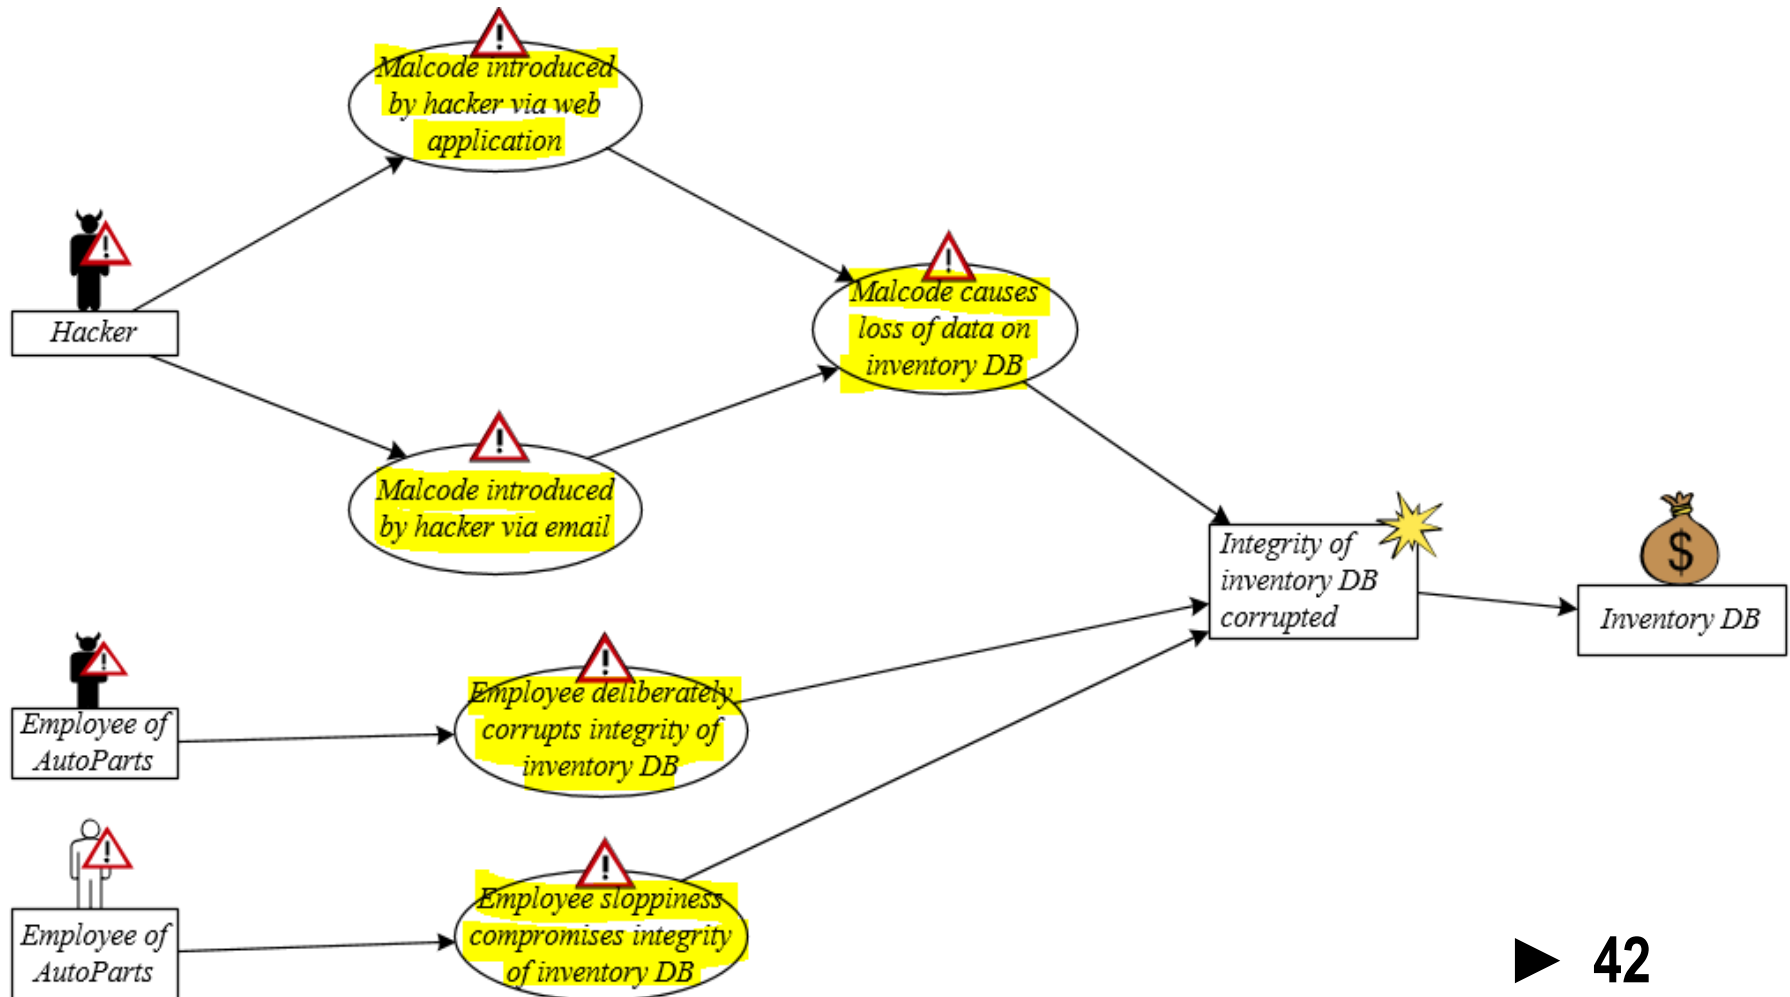 Malcode introduced
by hacker via web
application
Hacker
Malcode causes
loss of data on
inventory DB
Malcode introduced
by hacker via email
Integrity of
inventory DB
corrupted
$
Inventory DB
Employee of
AutoParts
Employee deliberately
corrupts integrity of
inventory DB
Employee of
AutoParts
Employee sloppiness
compromises integrity
of inventory DB
► 42